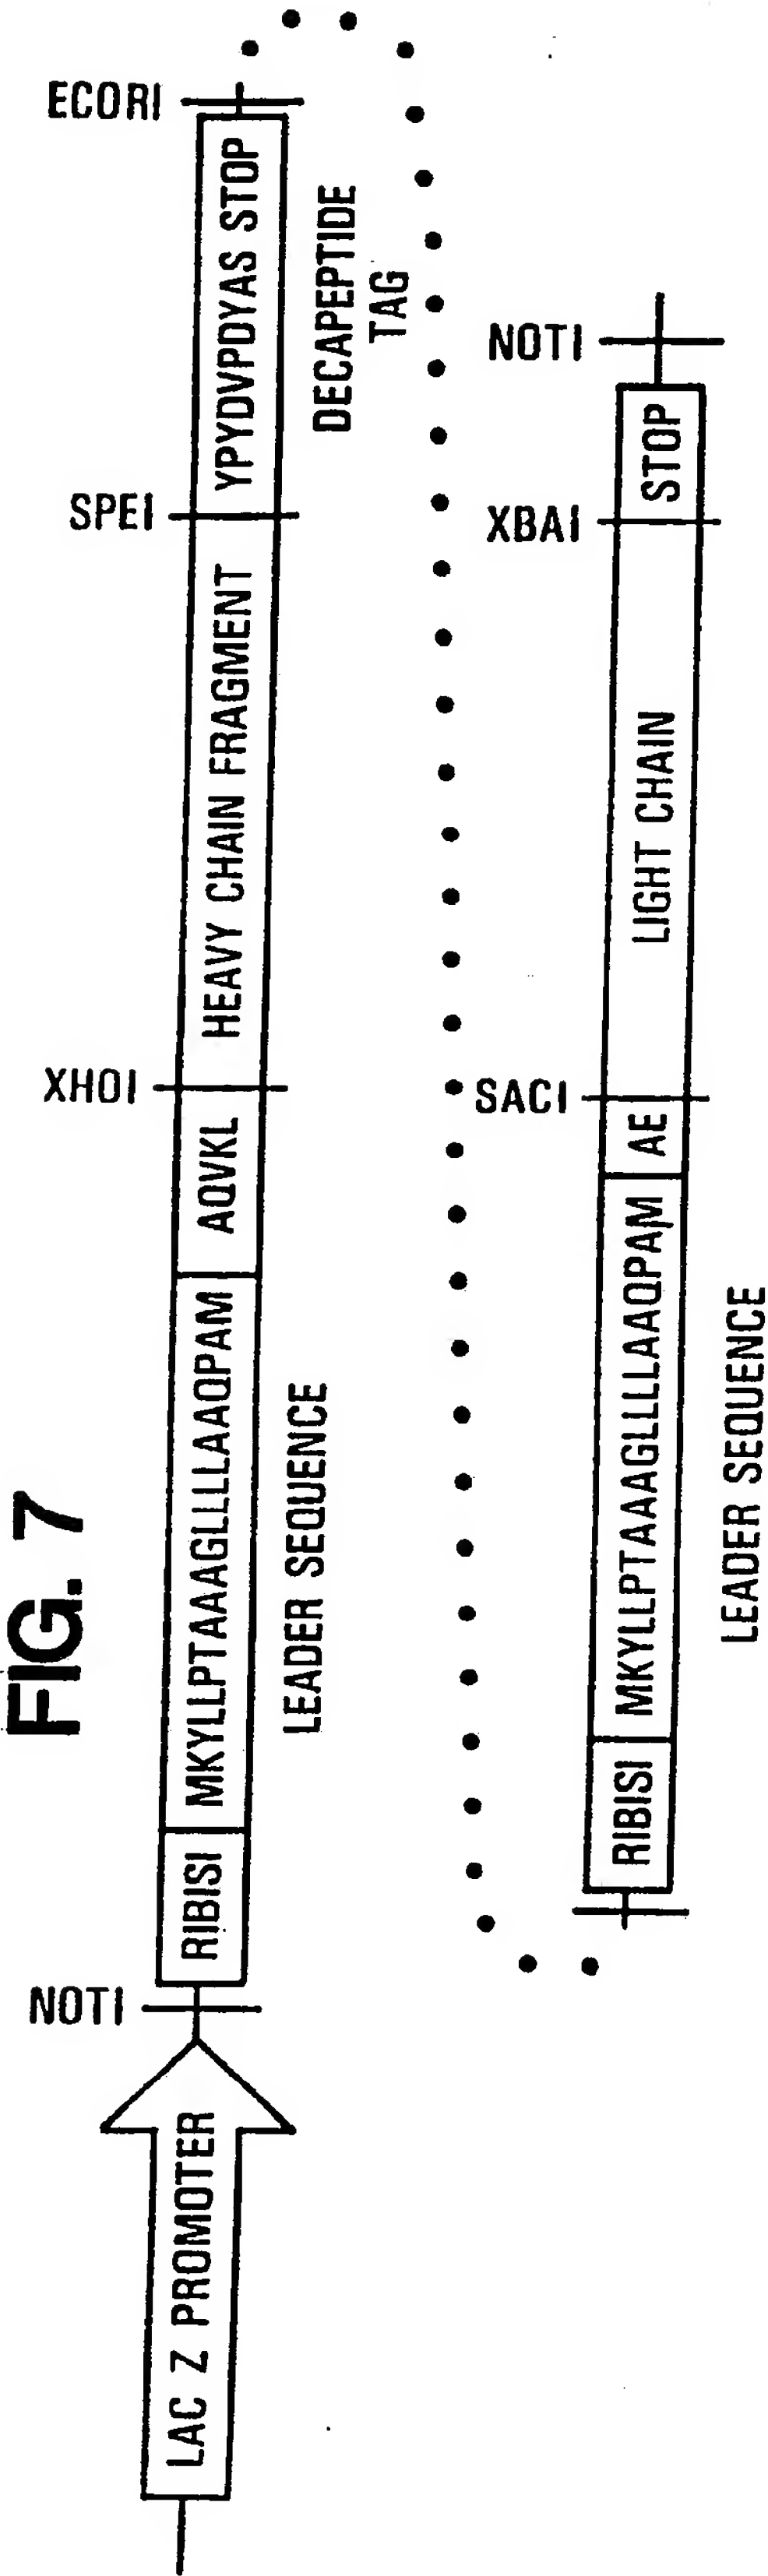 FIG. 7
LAC Z PROMOTER
NOTI
RIBISI
MKYLLPTAAAGLLLLAAQPAM
LEADER SEQUENCE
AQVKL
XHOI
HEAVY CHAIN FRAGMENT
SPEI
YPYDVPDYAS STOP
DECAPEPTIDE
TAG
ECORI
RIBISI
MKYLLPTAAAGLLLLAAQPAM
LEADER SEQUENCE
AE
SACI
LIGHT CHAIN
XBAI
STOP
NOTI